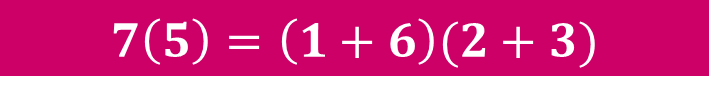 7(5) = (1 + 6)(2 + 3)